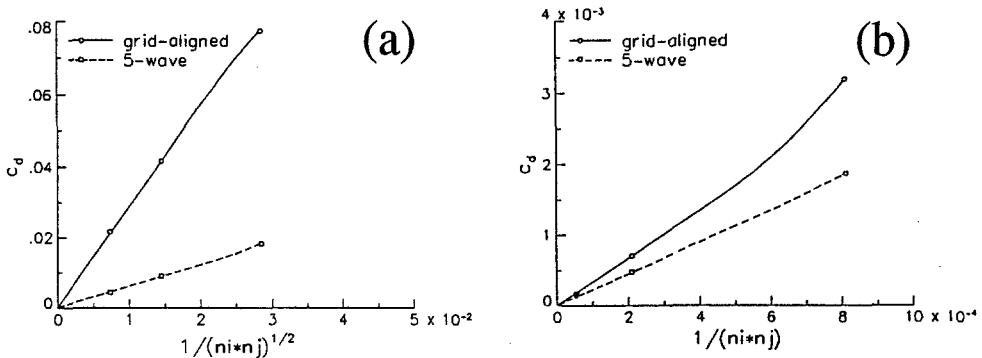 .08
grid-aligned
5-wave
(a)
.06
.04
.02
0
c_d
0
1
2
3
4
5 x 10⁻²
1/(ni*nj)^1/2
4 x 10⁻³
grid-aligned
5-wave
(b)
3
2
1
0
c_d
0
2
4
6
8
10 x 10⁻⁴
1/(ni*nj)